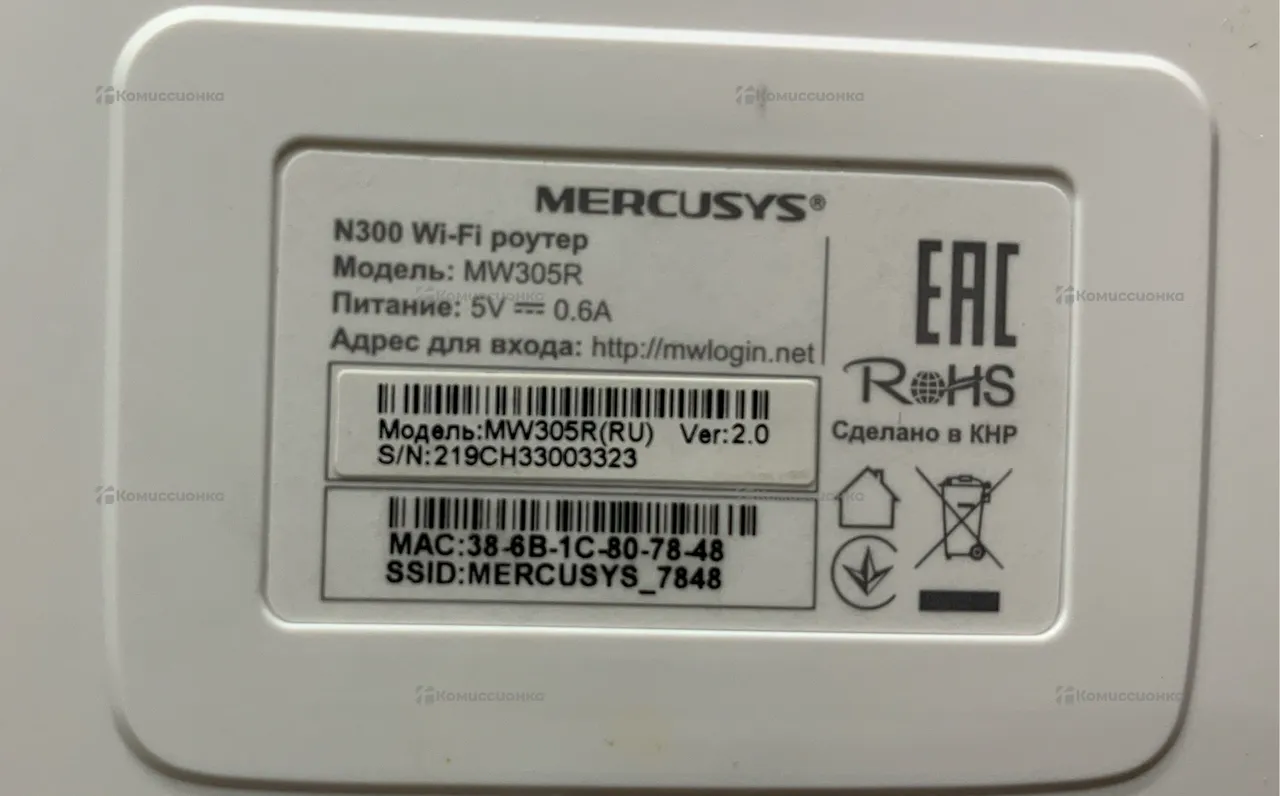 MERCUSYS®
N300 Wi-Fi роутер
Модель: MW305R
Питание: 5V ⎓ 0.6A
Адрес для входа: http://mwlogin.net
Модель:MW305R(RU) Ver:2.0
S/N:219CH33003323
MAC:38-6B-1C-80-78-48
SSID:MERCUSYS_7848
EAC
RoHS
Сделано в КНР
Комиссионка
Комиссионка
Комиссионка
Комиссионка
Комиссионка
Комиссионка
Комиссионка
Комиссионка